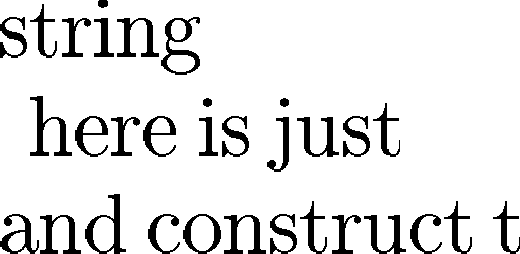 string
here is just
and construct t